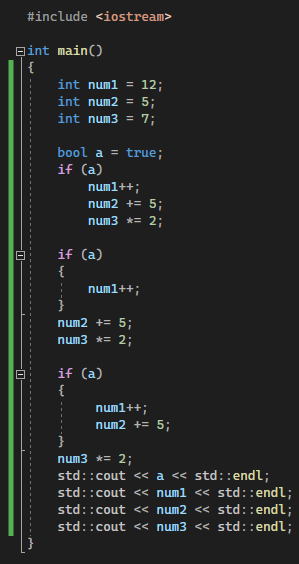 #include <iostream>
int main()
{
int num1 = 12;
int num2 = 5;
int num3 = 7;
bool a = true;
if (a)
num1++;
num2 += 5;
num3 *= 2;
if (a)
{
num1++;
}
num2 += 5;
num3 *= 2;
if (a)
{
num1++;
num2 += 5;
}
num3 *= 2;
std::cout << a << std::endl;
std::cout << num1 << std::endl;
std::cout << num2 << std::endl;
std::cout << num3 << std::endl;
}